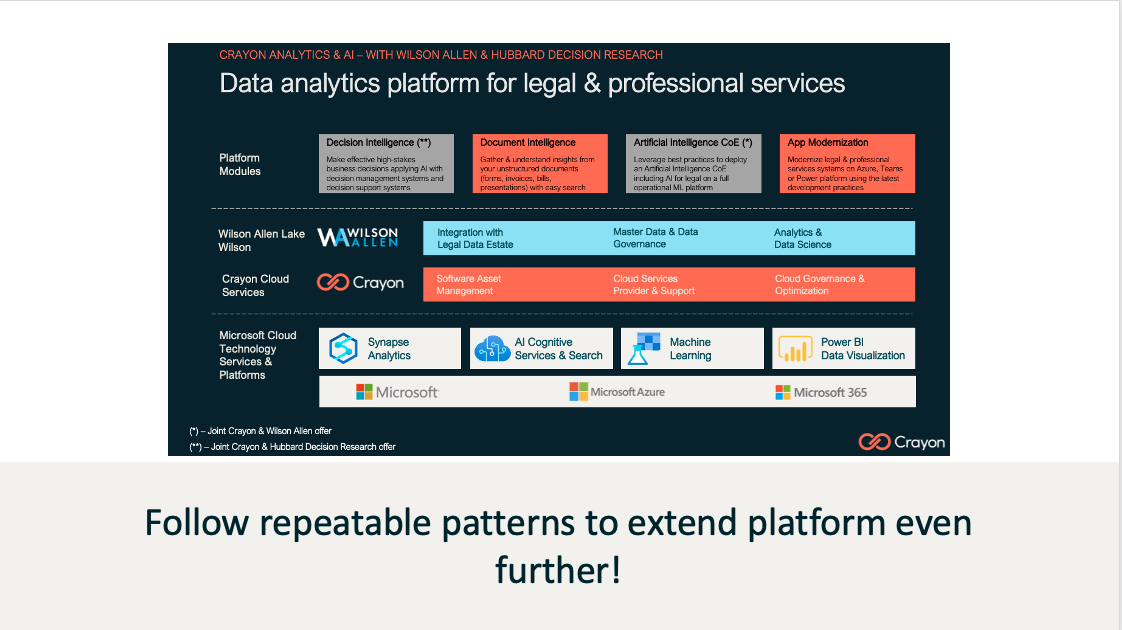 CRAYON ANALYTICS & AI – WITH WILSON ALLEN & HUBBARD DECISION RESEARCH
Data analytics platform for legal & professional services
Platform
Modules
Decision Intelligence (**)
Make effective high-stakes
business decisions applying AI with
decision management systems and
decision support systems
Document Intelligence
Gather & understand insights from
your unstructured documents
(forms, invoices, bills,
presentations) with easy search
Artificial Intelligence CoE (*)
Leverage best practices to deploy
an Artificial Intelligence CoE
including AI for legal on a full
operational ML platform
App Modernization
Modernize legal & professional
services systems on Azure, Teams
or Power platform using the latest
development practices
Wilson Allen Lake
Wilson
WA WILSON
ALLEN
Integration with
Legal Data Estate
Master Data & Data
Governance
Analytics &
Data Science
Crayon Cloud
Services
Crayon
Software Asset
Management
Cloud Services
Provider & Support
Cloud Governance &
Optimization
Microsoft Cloud
Technology
Services &
Platforms
Synapse
Analytics
AI Cognitive
Services & Search
Machine
Learning
Power BI
Data Visualization
Microsoft
Microsoft Azure
Microsoft 365
(*) – Joint Crayon & Wilson Allen offer
(**) – Joint Crayon & Hubbard Decision Research offer
Crayon
Follow repeatable patterns to extend platform even
further!